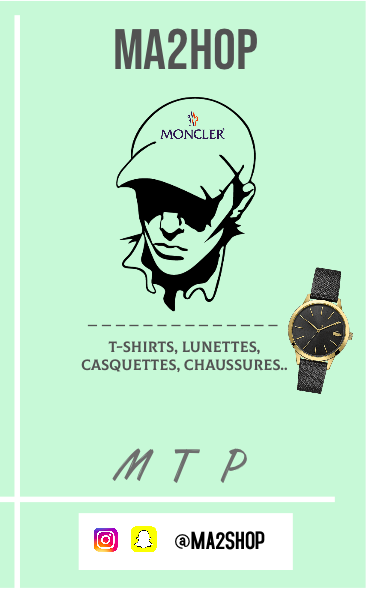 MA2HOP
MONCLER
T-SHIRTS, LUNETTES,
CASQUETTES, CHAUSSURES..
M T P
@MA2SHOP